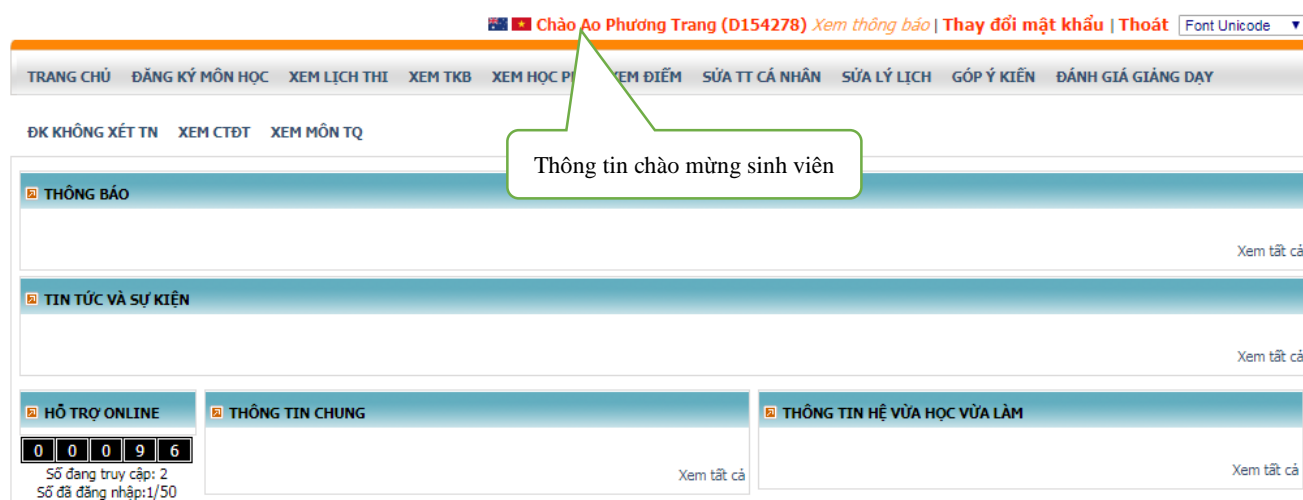 Chào Ao Phương Trang (D154278) Xem thông báo | Thay đổi mật khẩu | Thoát Font Unicode
TRANG CHỦ ĐĂNG KÝ MÔN HỌC XEM LỊCH THI XEM TKB XEM HỌC ĐIỂM SỬA TT CÁ NHÂN SỬA LÝ LỊCH GÓP Ý KIẾN ĐÁNH GIÁ GIẢNG DẠY
ĐK KHÔNG XÉT TN XEM CTĐT XEM MÔN TQ
Thông tin chào mừng sinh viên
THÔNG BÁO
Xem tất cả
TIN TỨC VÀ SỰ KIỆN
Xem tất cả
HỖ TRỢ ONLINE THÔNG TIN CHUNG THÔNG TIN HỆ VỪA HỌC VỪA LÀM
0 0 0 9 6
Số đang truy cập: 2
Xem tất cả Xem tất cả
Số đã đăng nhập:1/50